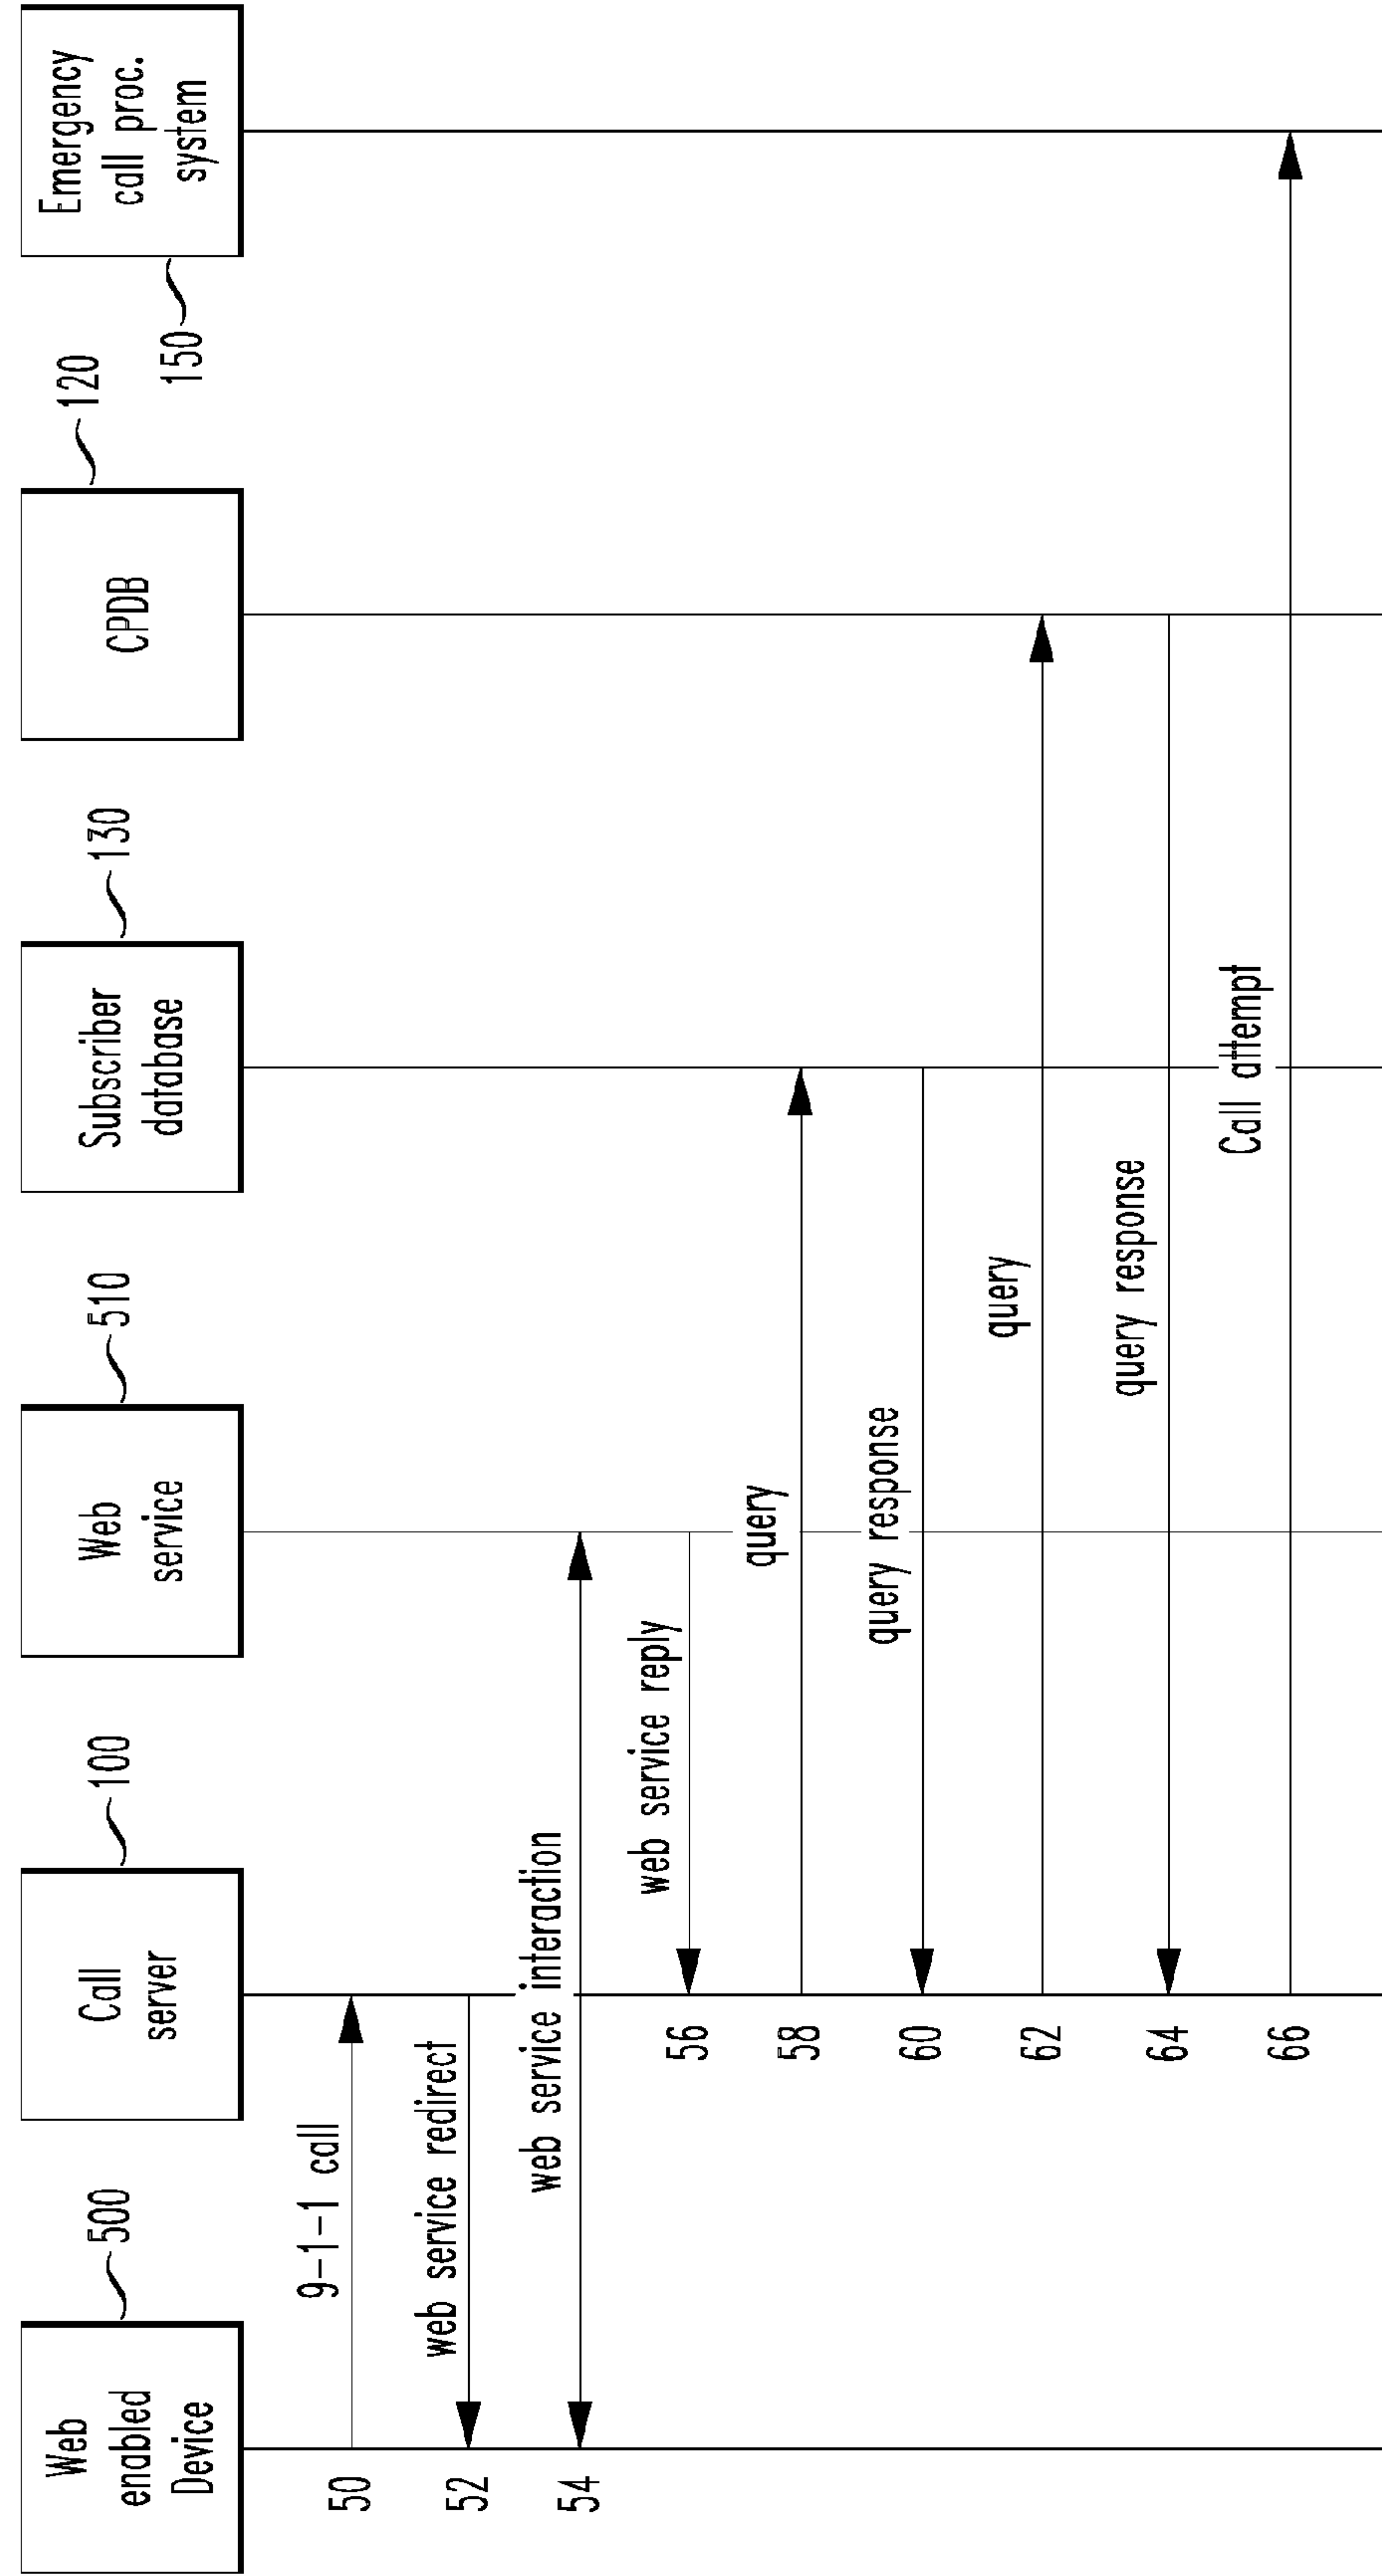 Web
enabled
Device
500
Call
server
100
Web
service
510
Subscriber
database
130
CPDB
120
Emergency
call proc.
system
150
50
9-1-1 call
52
web service redirect
54
web service interaction
56
web service reply
58
query
60
query response
62
query
64
query response
66
Call attempt